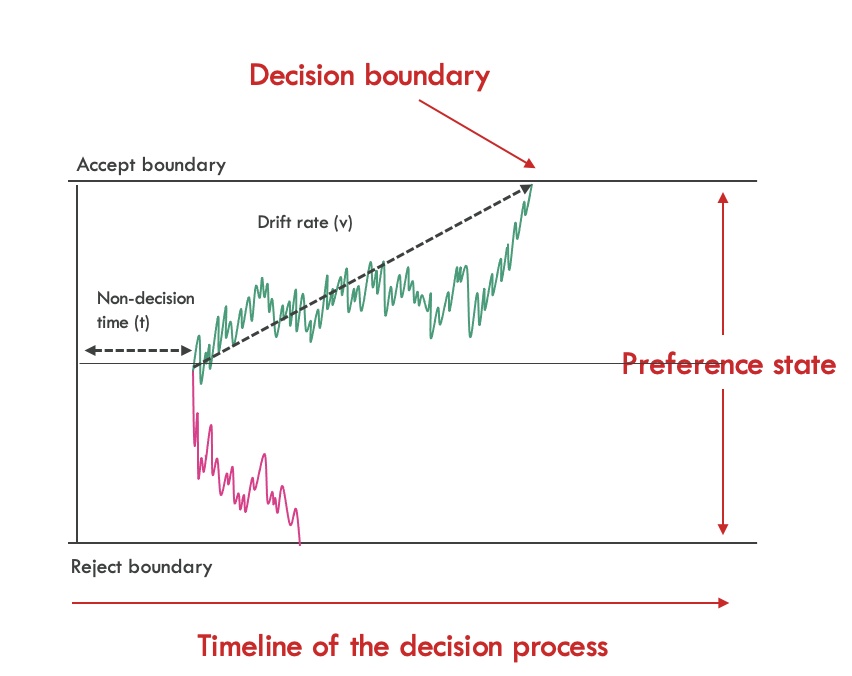 Decision boundary
Accept boundary
Drift rate (v)
Non-decision
time (t)
Preference state
Reject boundary
Timeline of the decision process